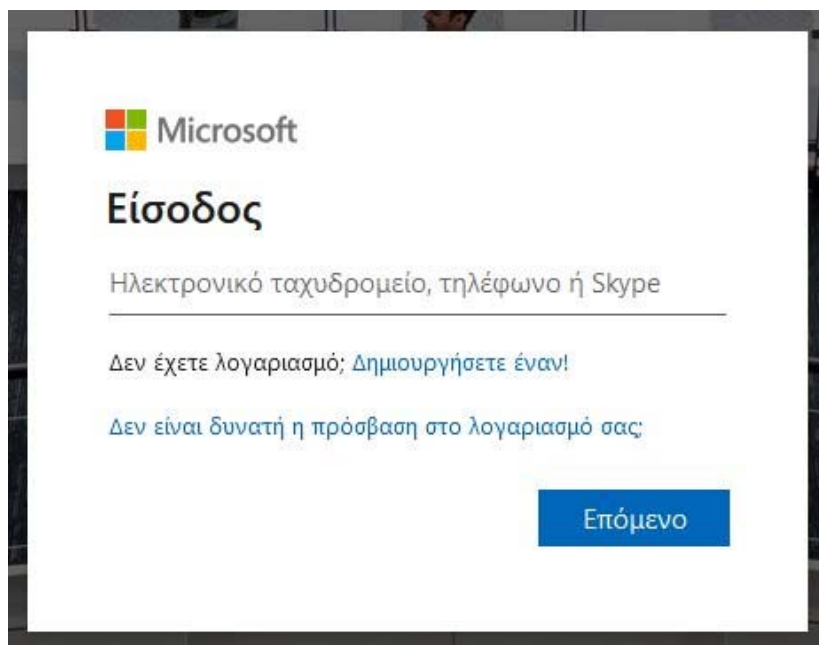 Microsoft
Είσοδος
Ηλεκτρονικό ταχυδρομείο, τηλέφωνο ή Skype
Δεν έχετε λογαριασμό; Δημιουργήσετε έναν!
Δεν είναι δυνατή η πρόσβαση στο λογαριασμό σας;
Επόμενο